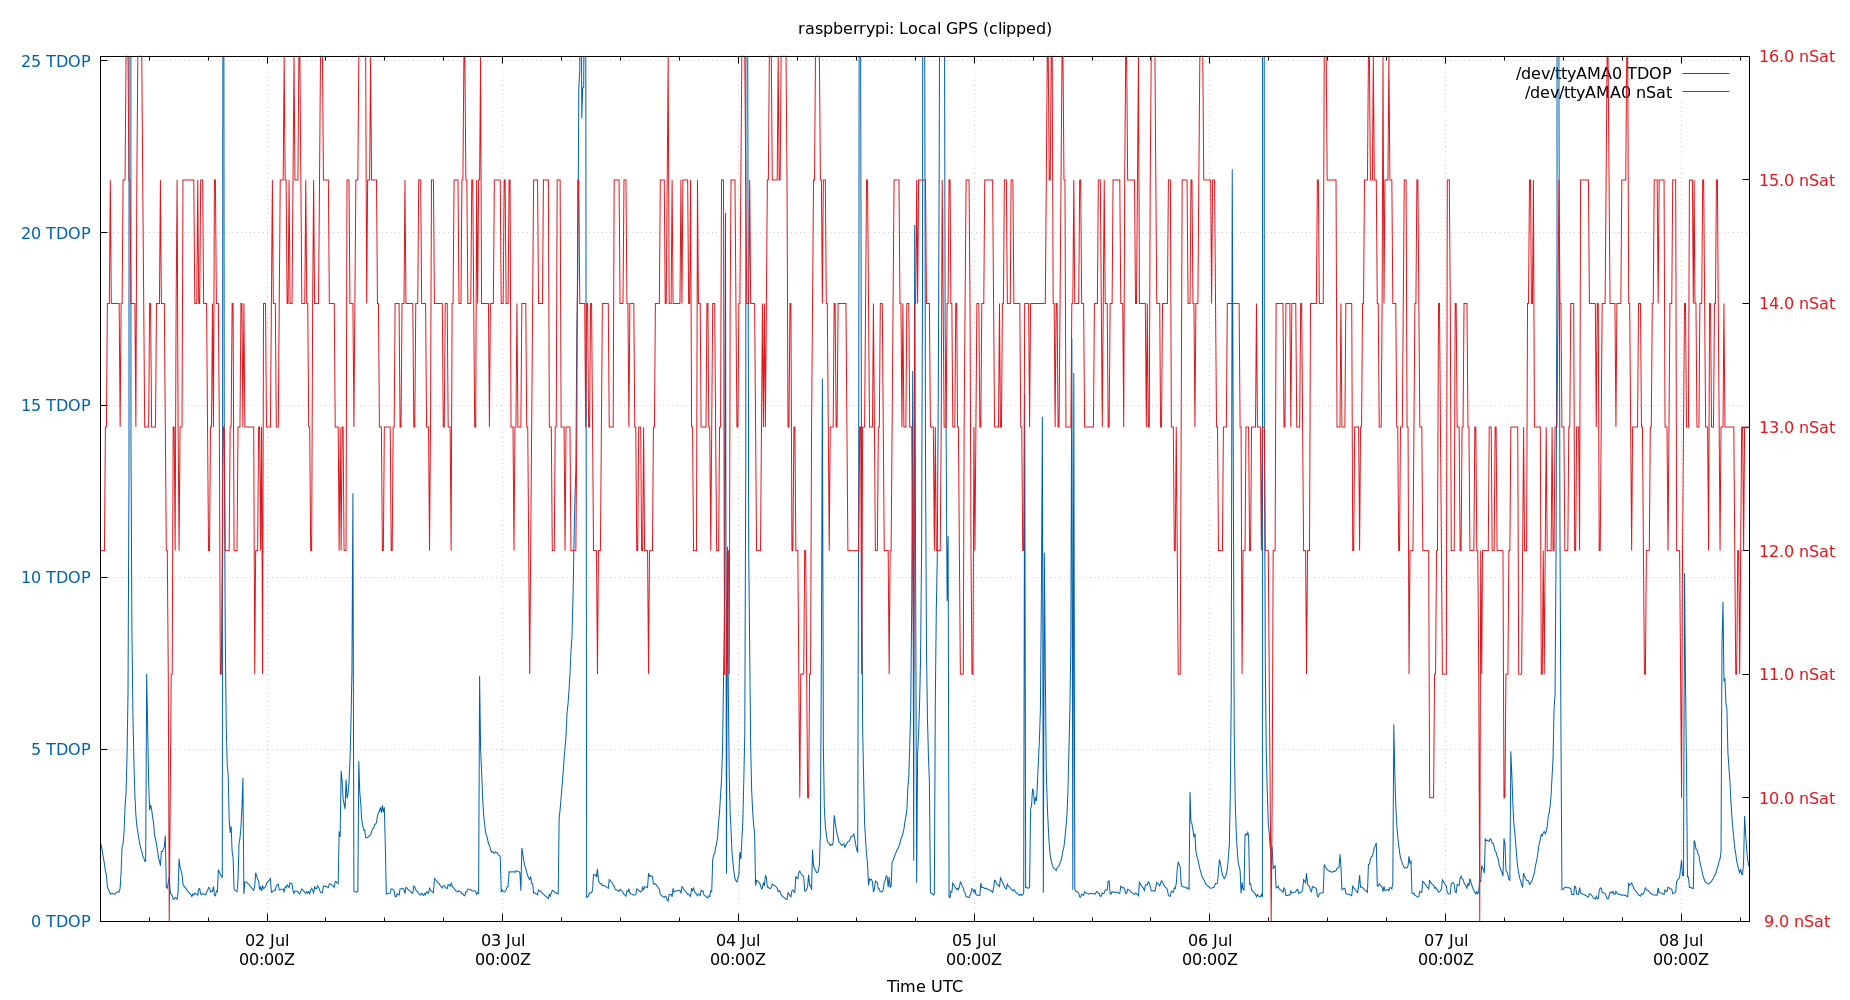 raspberrypi: Local GPS (clipped)
25 TDOP
20 TDOP
15 TDOP
10 TDOP
5 TDOP
0 TDOP
16.0 nSat
15.0 nSat
14.0 nSat
13.0 nSat
12.0 nSat
11.0 nSat
10.0 nSat
9.0 nSat
/dev/ttyAMA0 TDOP
/dev/ttyAMA0 nSat
02 Jul
00:00Z
03 Jul
00:00Z
04 Jul
00:00Z
05 Jul
00:00Z
06 Jul
00:00Z
07 Jul
00:00Z
08 Jul
00:00Z
Time UTC